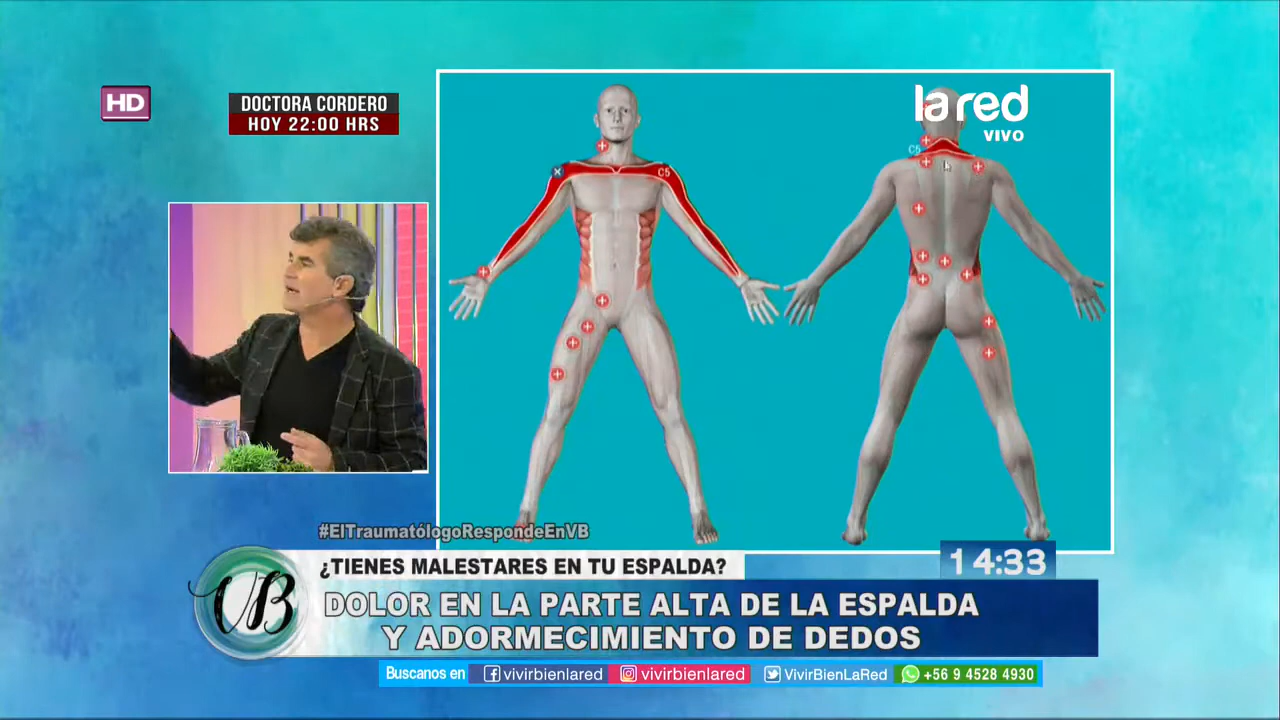 HD
DOCTORA CORDERO
HOY 22:00 HRS
la red
VIVO
C5
C5
#ElTraumatólogoRespondeEnVB
¿TIENES MALESTARES EN TU ESPALDA?
14:33
VB
DOLOR EN LA PARTE ALTA DE LA ESPALDA
Y ADORMECIMIENTO DE DEDOS
Buscanos en vivirbienlared vivirbienlared VivirBienLaRed +56 9 4528 4930